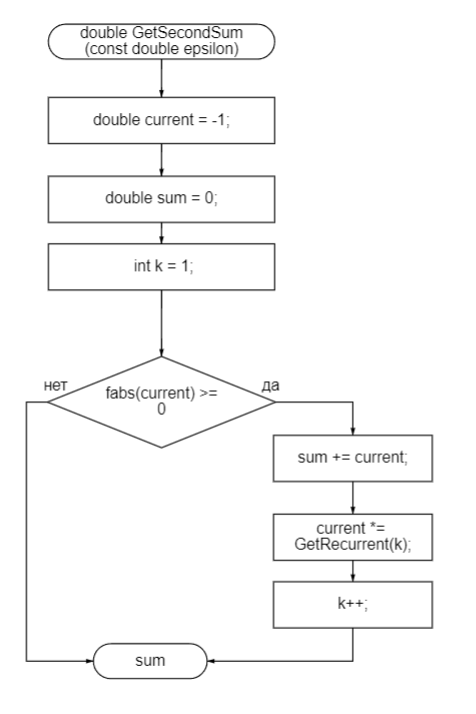 double GetSecondSum
(const double epsilon)
double current = -1;
double sum = 0;
int k = 1;
нет
да
fabs(current) >=
0
sum += current;
current *=
GetRecurrent(k);
k++;
sum